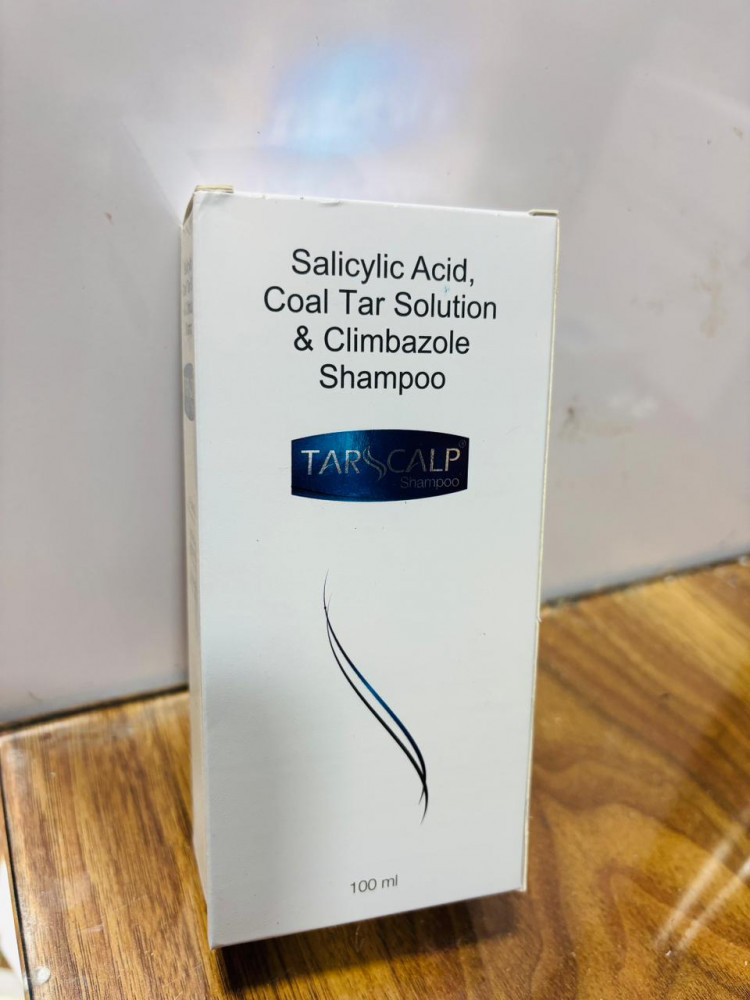 Salicylic Acid,
Coal Tar Solution
& Climbazole
Shampoo
TARSCALP®
Shampoo
100 ml